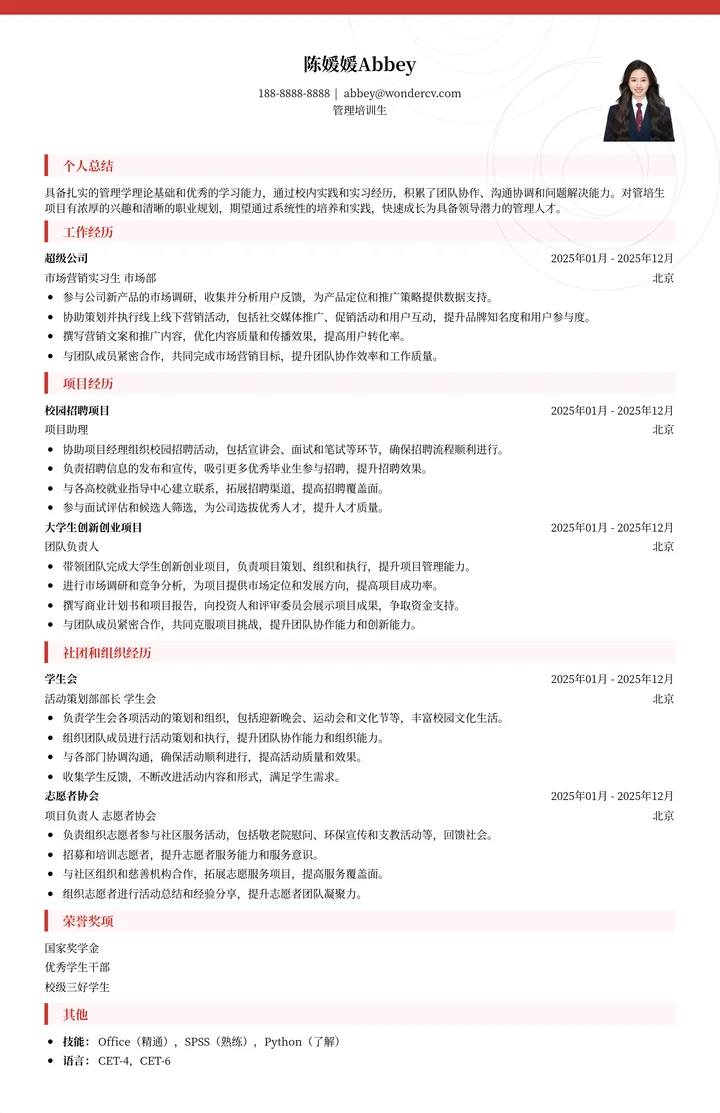 陈媛媛Abbey
188-8888-8888 | abbey@wondercv.com
管理培训生
个人总结
具备扎实的管理学理论基础和优秀的学习能力，通过校内实践和实习经历，积累了团队协作、沟通协调和问题解决能力。对管培生
项目有浓厚的兴趣和清晰的职业规划，期望通过系统性的培养和实践，快速成长为具备领导潜力的管理人才。
工作经历
超级公司 2025年01月 - 2025年12月
市场营销实习生 市场部 北京
• 参与公司新产品的市场调研，收集并分析用户反馈，为产品定位和推广策略提供数据支持。
• 协助策划并执行线上线下营销活动，包括社交媒体推广、促销活动和用户互动，提升品牌知名度和用户参与度。
• 撰写营销文案和推广内容，优化内容质量和传播效果，提高用户转化率。
• 与团队成员紧密合作，共同完成市场营销目标，提升团队协作效率和工作质量。
项目经历
校园招聘项目 2025年01月 - 2025年12月
项目助理 北京
• 协助项目经理组织校园招聘活动，包括宣讲会、面试和笔试等环节，确保招聘流程顺利进行。
• 负责招聘信息的发布和宣传，吸引更多优秀毕业生参与招聘，提升招聘效果。
• 与各高校就业指导中心建立联系，拓展招聘渠道，提高招聘覆盖面。
• 参与面试评估和候选人筛选，为公司选拔优秀人才，提升人才质量。
大学生创新创业项目 2025年01月 - 2025年12月
团队负责人 北京
• 带领团队完成大学生创新创业项目，负责项目策划、组织和执行，提升项目管理能力。
• 进行市场调研和竞争分析，为项目提供市场定位和发展方向，提高项目成功率。
• 撰写商业计划书和项目报告，向投资人和评审委员会展示项目成果，争取资金支持。
• 与团队成员紧密合作，共同克服项目挑战，提升团队协作能力和创新能力。
社团和组织经历
学生会 2025年01月 - 2025年12月
活动策划部部长 学生会 北京
• 负责学生会各项活动的策划和组织，包括迎新晚会、运动会和文化节等，丰富校园文化生活。
• 组织团队成员进行活动策划和执行，提升团队协作能力和组织能力。
• 与各部门协调沟通，确保活动顺利进行，提高活动质量和效果。
• 收集学生反馈，不断改进活动内容和形式，满足学生需求。
志愿者协会 2025年01月 - 2025年12月
项目负责人 志愿者协会 北京
• 负责组织志愿者参与社区服务活动，包括敬老院慰问、环保宣传和支教活动等，回馈社会。
• 招募和培训志愿者，提升志愿者服务能力和服务意识。
• 与社区组织和慈善机构合作，拓展志愿服务项目，提高服务覆盖面。
• 组织志愿者进行活动总结和经验分享，提升志愿者团队凝聚力。
荣誉奖项
国家奖学金
优秀学生干部
校级三好学生
其他
• 技能： Office（精通），SPSS（熟练），Python（了解）
• 语言： CET-4，CET-6